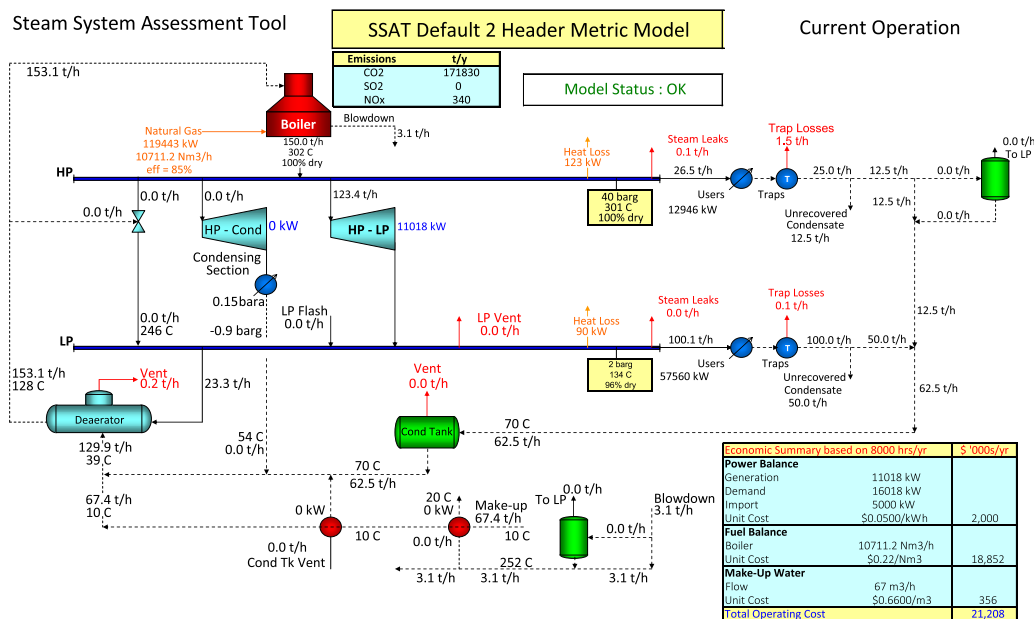 Steam System Assessment Tool
SSAT Default 2 Header Metric Model
Current Operation
Emissions t/y
CO2 171830
SO2 0
NOx 340
Model Status : OK
153.1 t/h
Boiler
Blowdown
3.1 t/h
Natural Gas
119443 kW
10711.2 Nm3/h
eff = 85%
150.0 t/h
302 C
100% dry
HP
Heat Loss
123 kW
Steam Leaks
0.1 t/h
Trap Losses
1.5 t/h
0.0 t/h
To LP
26.5 t/h
Users
12946 kW
T
Traps
25.0 t/h
12.5 t/h
0.0 t/h
40 barg
301 C
100% dry
Unrecovered
Condensate
12.5 t/h
12.5 t/h
0.0 t/h
0.0 t/h
0.0 t/h
0.0 t/h
123.4 t/h
HP - Cond
0 kW
HP - LP
11018 kW
Condensing
Section
0.15bara
-0.9 barg
LP Flash
0.0 t/h
0.0 t/h
246 C
LP
LP Vent
0.0 t/h
Heat Loss
90 kW
Steam Leaks
0.0 t/h
Trap Losses
0.1 t/h
12.5 t/h
100.1 t/h
Users
57560 kW
T
Traps
100.0 t/h
50.0 t/h
2 barg
134 C
96% dry
Unrecovered
Condensate
50.0 t/h
62.5 t/h
153.1 t/h
128 C
Vent
0.2 t/h
23.3 t/h
Deaerator
Vent
0.0 t/h
Cond Tank
70 C
62.5 t/h
129.9 t/h
39 C
54 C
0.0 t/h
70 C
62.5 t/h
67.4 t/h
10 C
0 kW
20 C
0 kW
Make-up
67.4 t/h
10 C
10 C
0.0 t/h
Cond Tk Vent
0.0 t/h
To LP
0.0 t/h
Blowdown
3.1 t/h
0.0 t/h
252 C
3.1 t/h
3.1 t/h
3.1 t/h
Economic Summary based on 8000 hrs/yr $ '000s/yr
Power Balance
Generation 11018 kW
Demand 16018 kW
Import 5000 kW
Unit Cost $0.0500/kWh 2,000
Fuel Balance
Boiler 10711.2 Nm3/h
Unit Cost $0.22/Nm3 18,852
Make-Up Water
Flow 67 m3/h
Unit Cost $0.6600/m3 356
Total Operating Cost 21,208